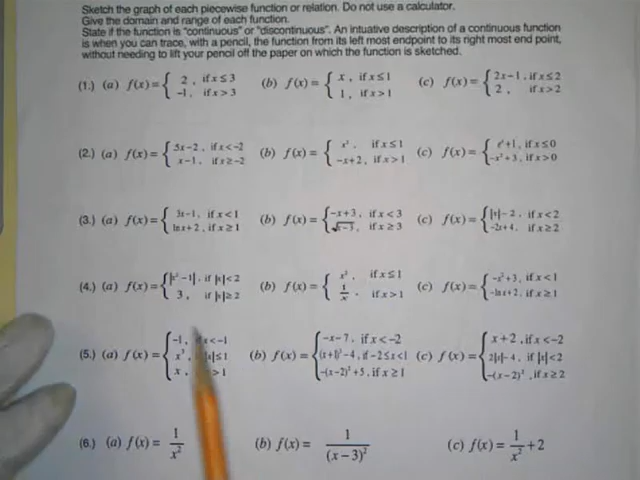 Sketch the graph of each piecewise function or relation. Do not use a calculator.
Give the domain and range of each function.
State if the function is "continuous" or "discontinuous". An intuative description of a continuous function
is when you can trace, with a pencil, the function from its left most endpoint to its right most end point,
without needing to lift your pencil off the paper on which the function is sketched.
(1.) (a) f(x) = { 2, if x ≤ 3 (b) f(x) = { x, if x ≤ 1 (c) f(x) = { 2x−1, if x ≤ 2
−1, if x > 3 1, if x > 1 2, if x > 2
(2.) (a) f(x) = { 5x−2, if x < −2 (b) f(x) = { if x ≤ 1 (c) f(x) = { x²+1, if x ≤ 0
x−1, if x ≥ −2 −x+2, if x > 1 −x²+3, if x > 0
(3.) (a) f(x) = { 3x−1, if x < 1 (b) f(x) = { −x+3, if x < 3 (c) f(x) = { |x|−2, if x < 2
ln x+2, if x ≥ 1 √x−3, if x ≥ 3 −2x+4, if x ≥ 2
(4.) (a) f(x) = { |x²−1|, if |x| < 2 (b) f(x) = { if x ≤ 1 (c) f(x) = { −x²+3, if x < 1
3, if |x| ≥ 2 1/x, if x > 1 −ln x+2, if x ≥ 1
(5.) (a) f(x) = { −1, if x < −1 (b) f(x) = { −x−7, if x < −2 (c) f(x) = { x+2, if x < −2
x³, |x| ≤ 1 (x+1)²−4, if −2 ≤ x < 1 2|x|−4, if |x| < 2
x, > 1 −(x−2)²+5, if x ≥ 1 −(x−2)², if x ≥ 2
(6.) (a) f(x) = 1/x² (b) f(x) = 1/(x−3)² (c) f(x) = 1/x² + 2